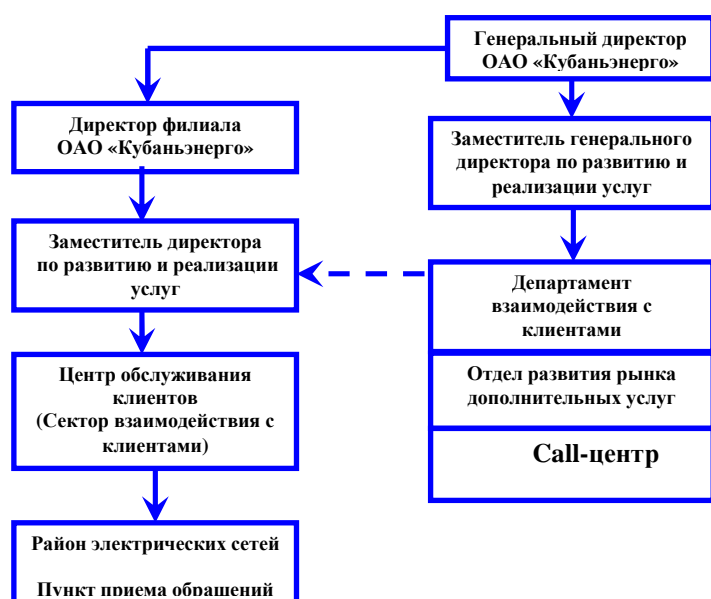 Генеральный директор
ОАО «Кубаньэнерго»
Директор филиала
ОАО «Кубаньэнерго»
Заместитель генерального
директора по развитию и
реализации услуг
Заместитель директора
по развитию и реализации
услуг
Департамент
взаимодействия с
клиентами
Центр обслуживания
клиентов
(Сектор взаимодействия с
клиентами)
Отдел развития рынка
дополнительных услуг
Call-центр
Район электрических сетей
Пункт приема обращений